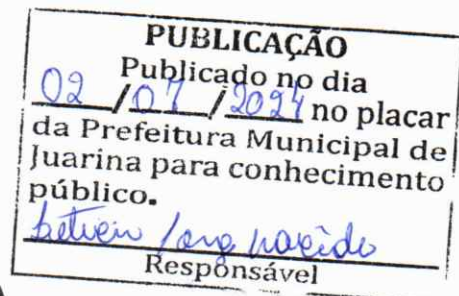 PUBLICAÇÃO
Publicado no dia
02 / 07 / 2024 no placar
da Prefeitura Municipal de
Juarina para conhecimento
público.
Responsável